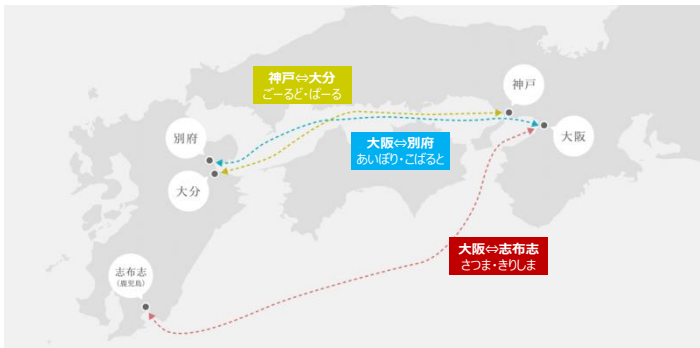 神戸⇔大分
ごーるど・ぱーる
神戸
大阪
別府
大阪⇔別府
あいぼり・こばると
大分
大阪⇔志布志
さつま・きりしま
志布志
(鹿児島)